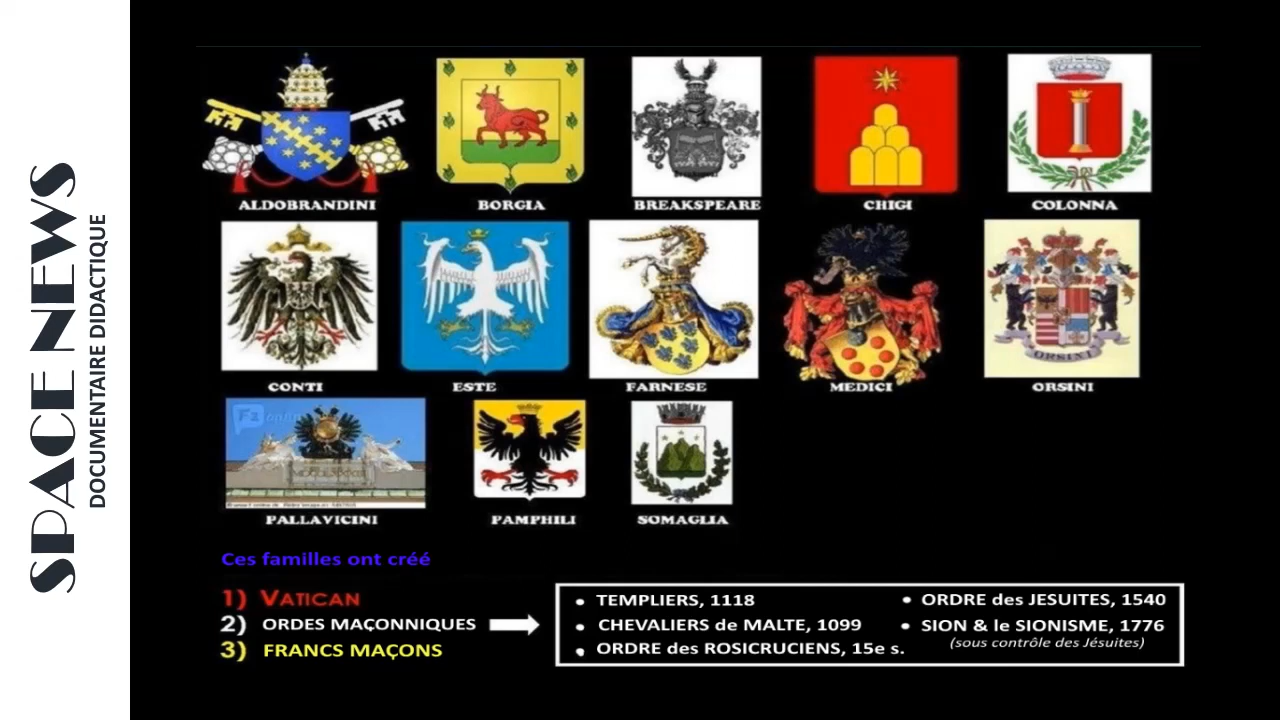 SPACE NEWS
DOCUMENTAIRE DIDACTIQUE
ALDOBRANDINI
BORGIA
BREAKSPEARE
CHIGI
COLONNA
ORSINI
CONTI
ESTE
FARNESE
MEDICI
ORSINI
PALLAVICINI
PAMPHILI
SOMAGLIA
Ces familles ont créé
1) VATICAN
2) ORDES MAÇONNIQUES
3) FRANCS MAÇONS
• TEMPLIERS, 1118
• CHEVALIERS de MALTE, 1099
• ORDRE des ROSICRUCIENS, 15e s.
• ORDRE des JESUITES, 1540
• SION & le SIONISME, 1776
(sous contrôle des Jésuites)